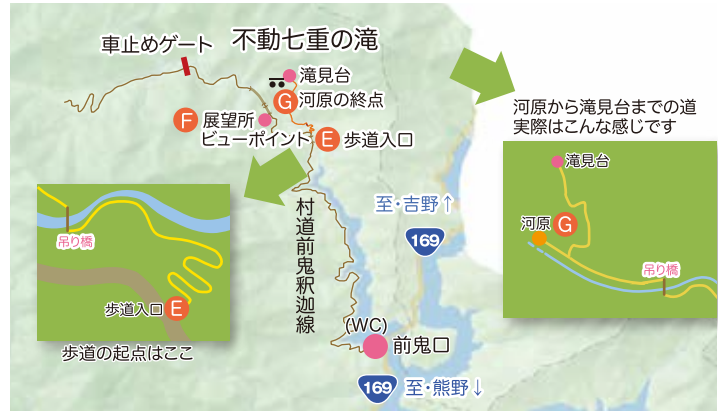 車止めゲート
不動七重の滝
滝見台
G
河原の終点
F
展望所
ビューポイント
E
歩道入口
河原から滝見台までの道
実際はこんな感じです
滝見台
河原
G
吊り橋
至・吉野↑
169
村道前鬼釈迦線
吊り橋
歩道入口
E
歩道の起点はここ
(WC)
前鬼口
169
至・熊野↓